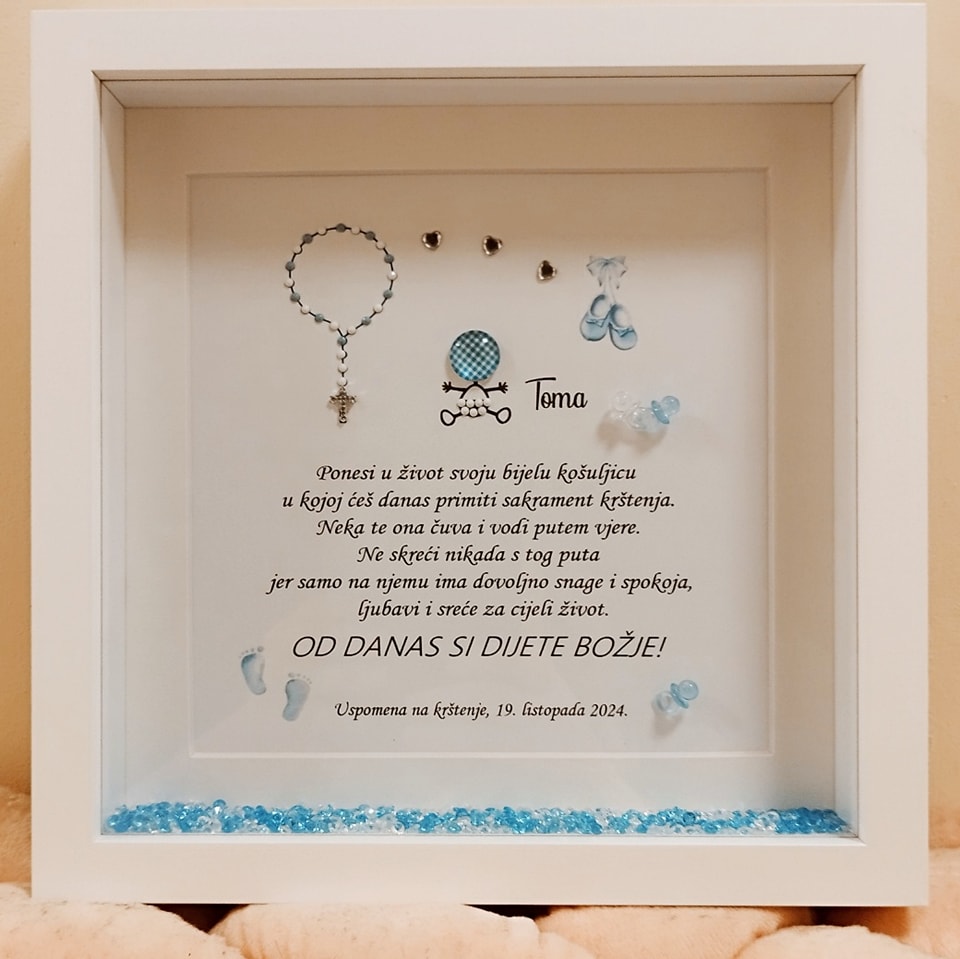 Toma
Ponesi u život svoju bijelu košuljicu
u kojoj ćeš danas primiti sakrament krštenja.
Neka te ona čuva i vodi putem vjere.
Ne skreći nikada s tog puta
jer samo na njemu ima dovoljno snage i spokoja,
ljubavi i sreće za cijeli život.
OD DANAS SI DIJETE BOŽJE!
Uspomena na krštenje, 19. listopada 2024.